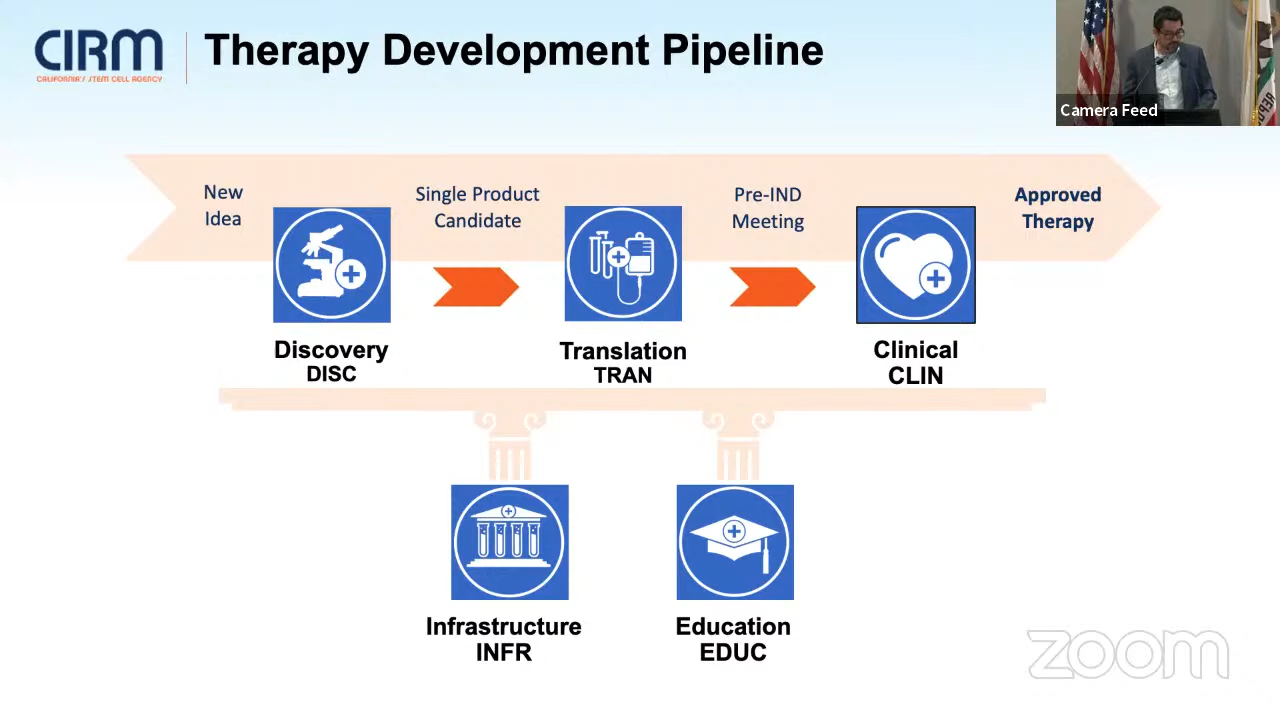 CIRM
CALIFORNIA'S STEM CELL AGENCY
Therapy Development Pipeline
Camera Feed
New
Idea
Single Product
Candidate
Pre-IND
Meeting
Approved
Therapy
Discovery
DISC
Translation
TRAN
Clinical
CLIN
Infrastructure
INFR
Education
EDUC
zoom